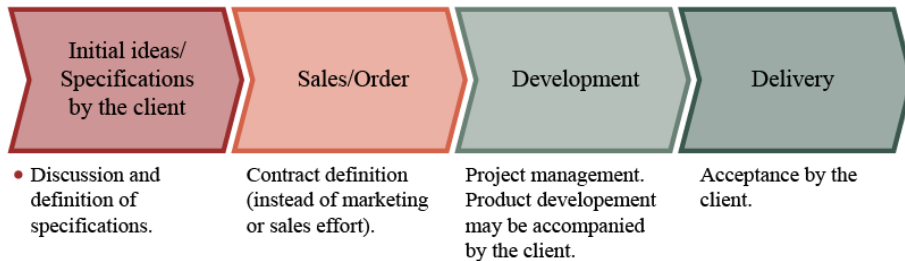 Initial ideas/
Specifications
by the client
Sales/Order
Development
Delivery
• Discussion and
definition of
specifications.
Contract definition
(instead of marketing
or sales effort).
Project management.
Product developement
may be accompanied
by the client.
Acceptance by the
client.